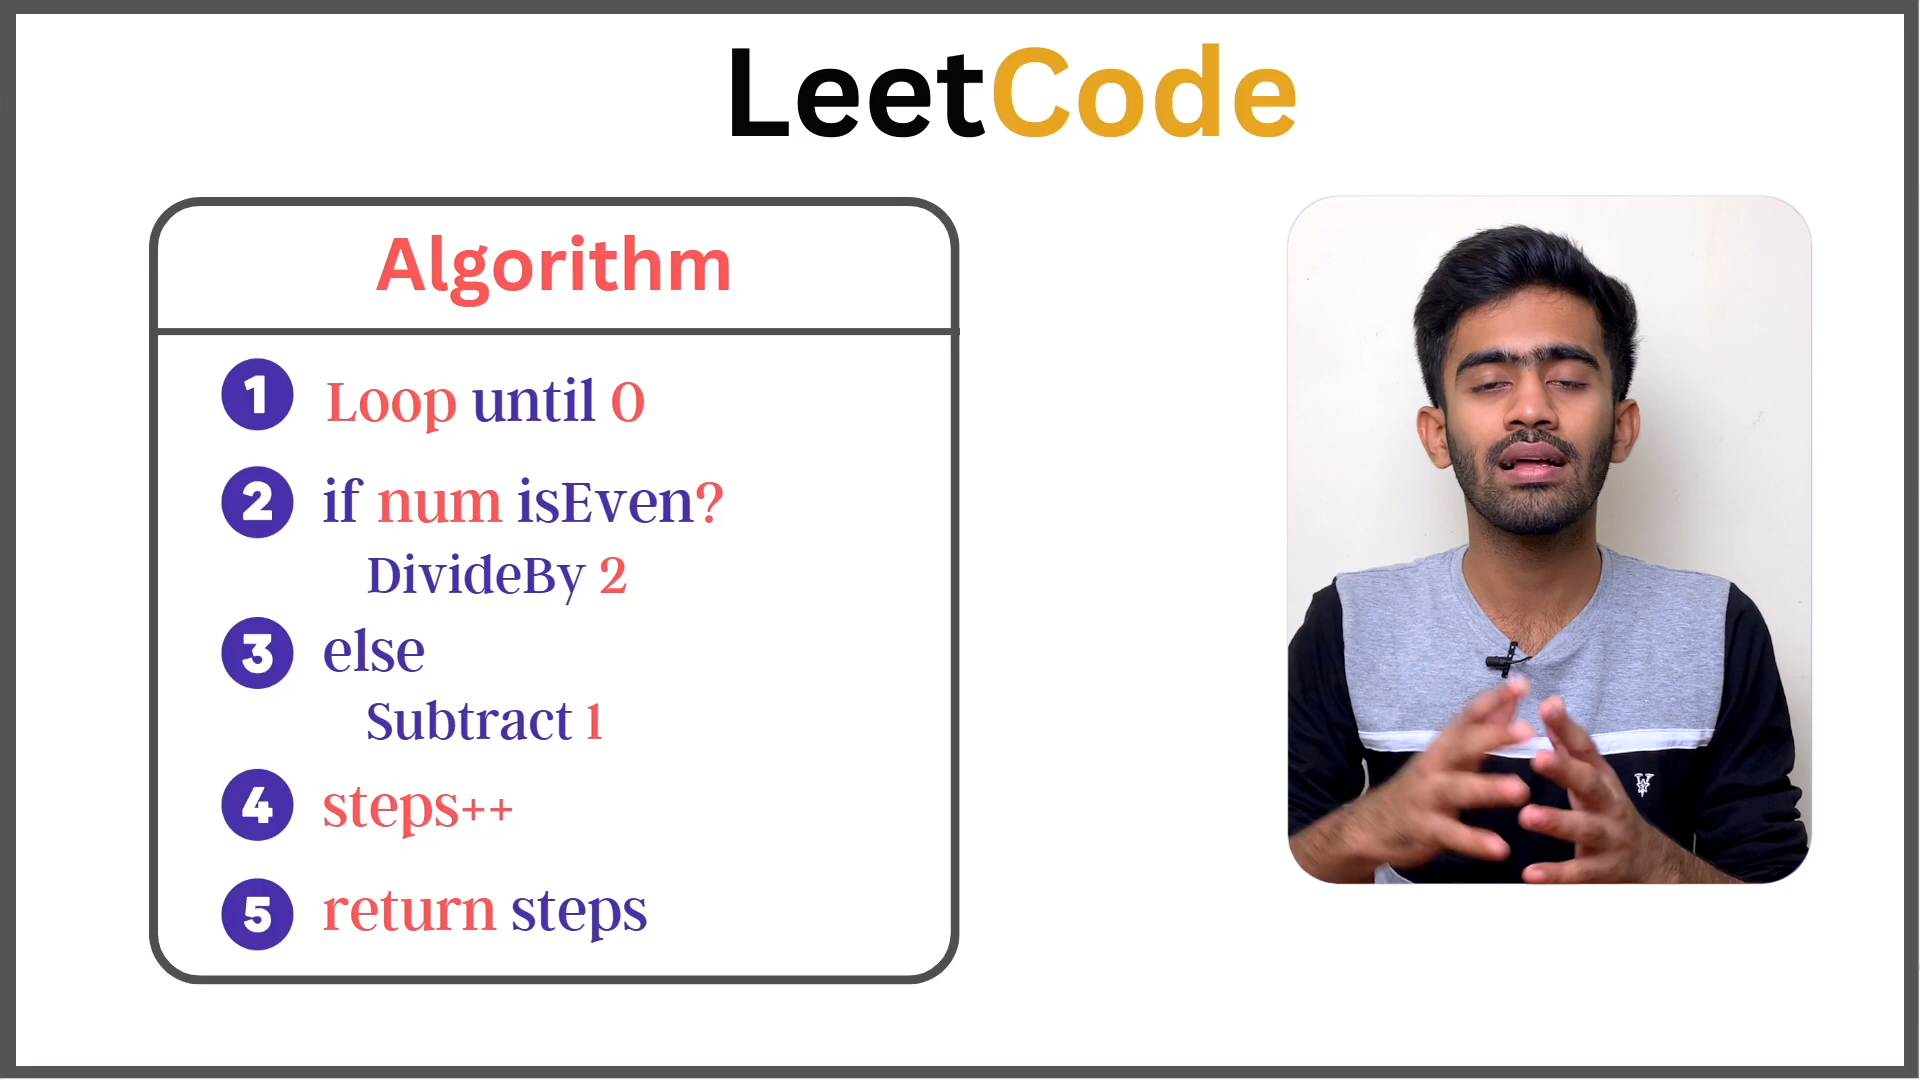 LeetCode
Algorithm
1 Loop until 0
2 if num isEven?
DivideBy 2
3 else
Subtract 1
4 steps++
5 return steps